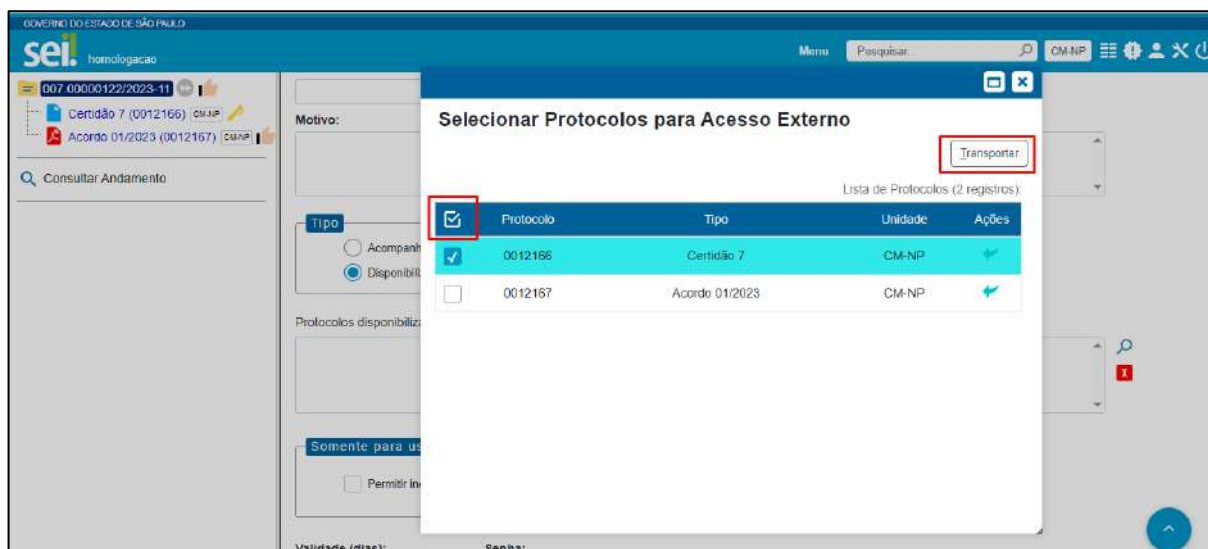 GOVERNO DO ESTADO DE SÃO PAULO
sei! homologacao
Menu Pesquisar CM-NP
007.00000122/2023-11
Certidão 7 (0012166) CM-NP
Acordo 01/2023 (0012167) CM-NP
Consultar Andamento
Motivo:
Tipo
Acompanh
Disponibili
Protocolos disponibiliza
Somente para us
Permitir in
Validade (dias): Senha:
Selecionar Protocolos para Acesso Externo
Transportar
Lista de Protocolos (2 registros):
Protocolo Tipo Unidade Ações
0012166 Certidão 7 CM-NP
0012167 Acordo 01/2023 CM-NP